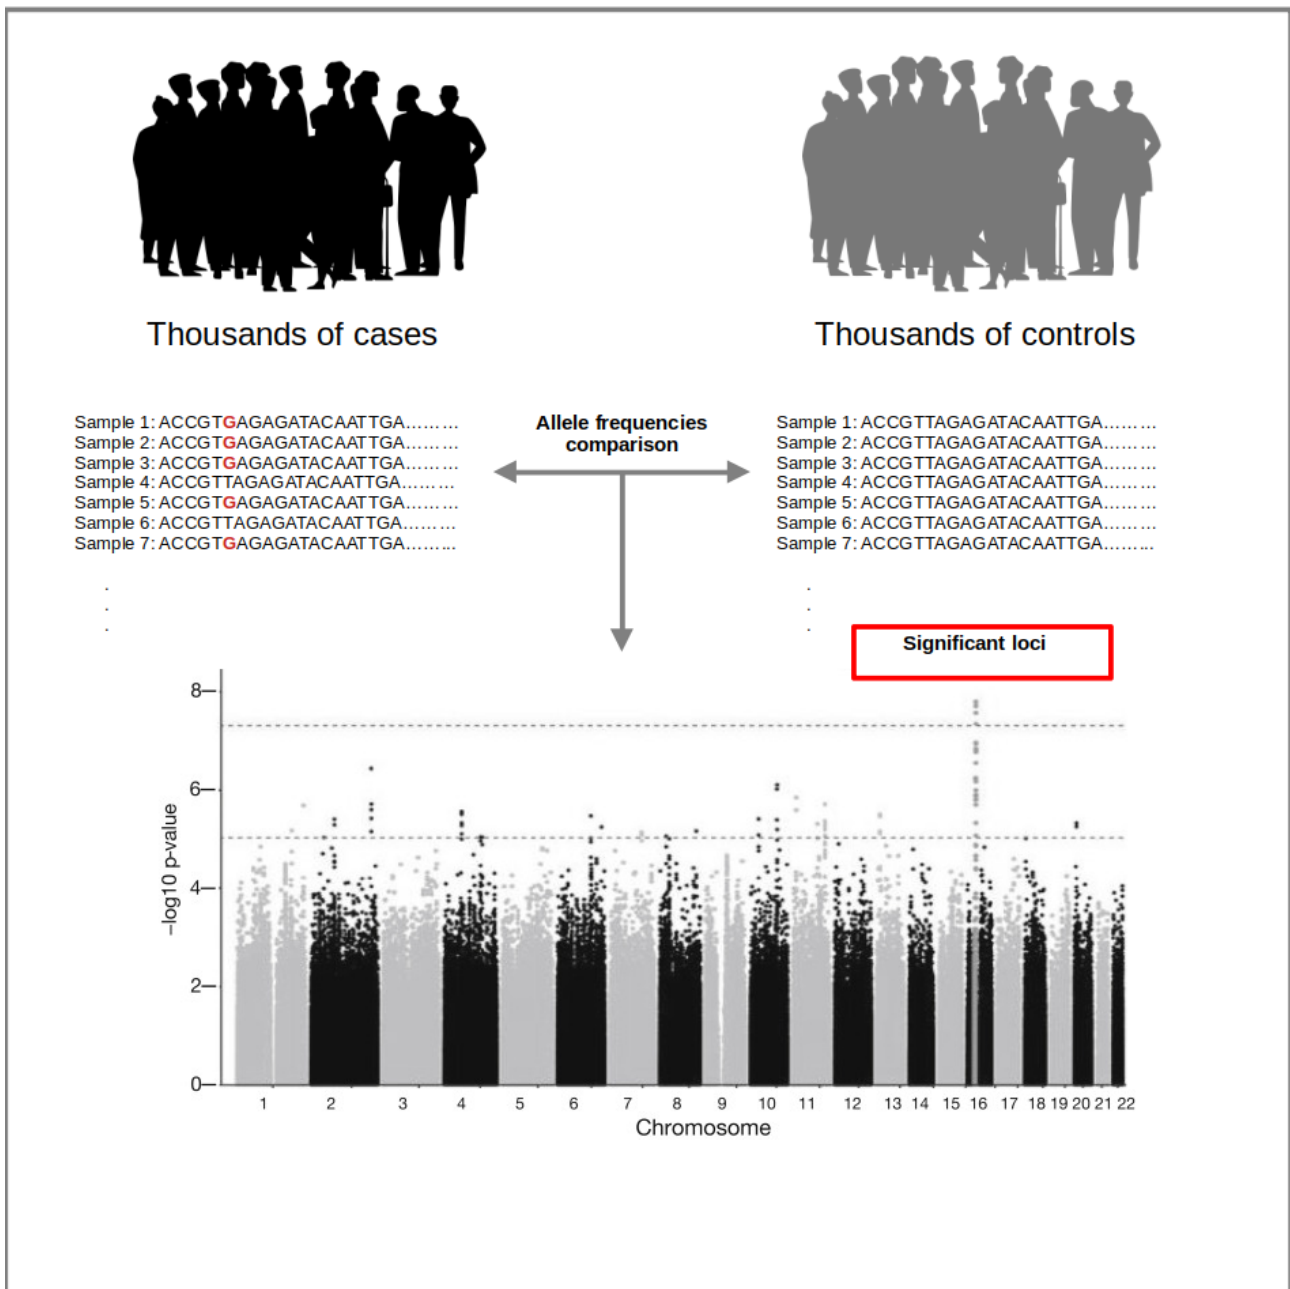 Thousands of cases
Thousands of controls
Sample 1: ACCGTGAGAGATACAATTGA.........
Sample 2: ACCGTGAGAGATACAATTGA.........
Sample 3: ACCGTGAGAGATACAATTGA.........
Sample 4: ACCGTTAGAGATACAATTGA.........
Sample 5: ACCGTGAGAGATACAATTGA.........
Sample 6: ACCGTTAGAGATACAATTGA.........
Sample 7: ACCGTGAGAGATACAATTGA.........
.
.
.
Allele frequencies
comparison
Sample 1: ACCGTTAGAGATACAATTGA.........
Sample 2: ACCGTTAGAGATACAATTGA.........
Sample 3: ACCGTTAGAGATACAATTGA.........
Sample 4: ACCGTTAGAGATACAATTGA.........
Sample 5: ACCGTTAGAGATACAATTGA.........
Sample 6: ACCGTTAGAGATACAATTGA.........
Sample 7: ACCGTTAGAGATACAATTGA.........
.
.
.
Significant loci
–log10 p-value
8
6
4
2
0
1 2 3 4 5 6 7 8 9 10 11 12 13 14 15 16 17 18 19 20 21 22
Chromosome